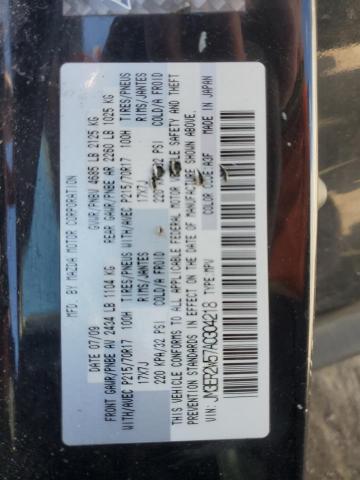 MFD. BY: MAZDA MOTOR CORPORATION
DATE 07/09 GVWR/PNBV 4685 LB 2125 KG
FRONT GAWR/PNBE AV 2434 LB 1104 KG REAR GAWR/PNBE AR 2260 LB 1025 KG
WITH/AVEC P215/70R17 100H TIRES/PNEUS WITH/AVEC P215/70R17 100H TIRES/PNEUS
17X7J RIMS/JANTES 17X7J RIMS/JANTES
220 KPA/32 PSI COLD/A FROID 220 32 PSI COLD/A FROID
THIS VEHICLE CONFORMS TO ALL APPLICABLE FEDERAL MOTOR VEHICLE SAFETY AND THEFT
IN EFFECT ON THE DATE OF MANUFACTURE SHOWN ABOVE.
VIN: JM3ER2W57A0304218 TYPE:MPV COLOR CODE A3F MADE IN JAPAN